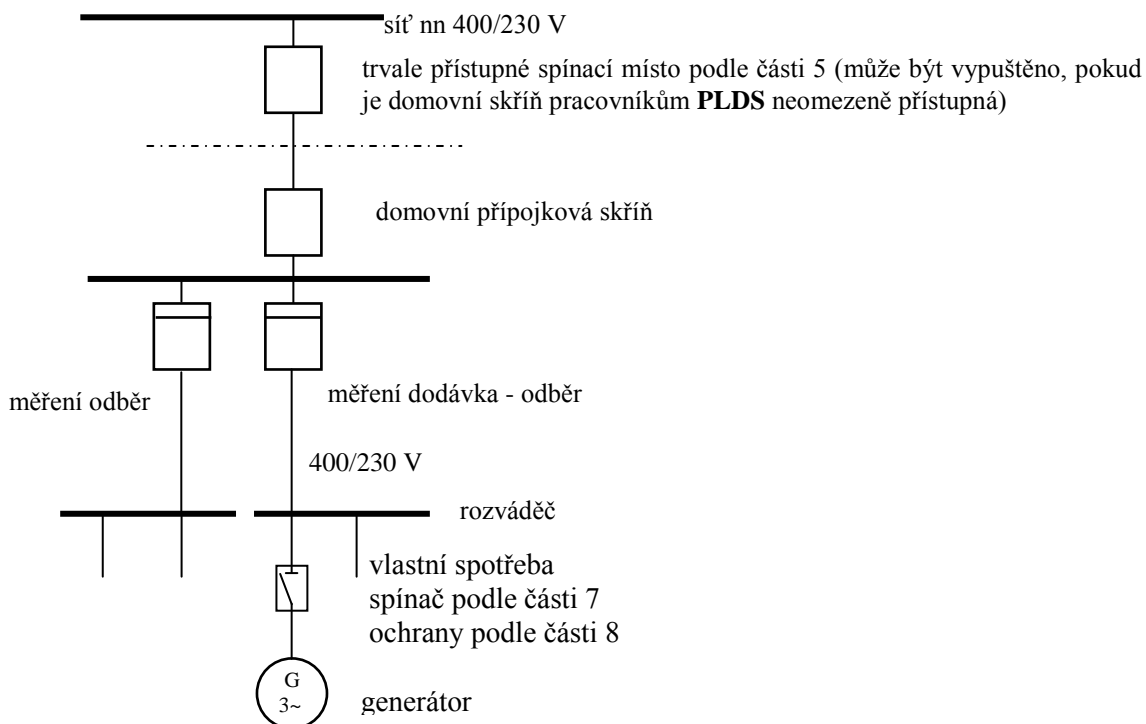 síť nn 400/230 V
trvale přístupné spínací místo podle části 5 (může být vypuštěno, pokud
je domovní skříň pracovníkům PLDS neomezeně přístupná)
domovní přípojková skříň
měření odběr
měření dodávka - odběr
400/230 V
rozváděč
vlastní spotřeba
spínač podle části 7
ochrany podle části 8
G
3~
generátor